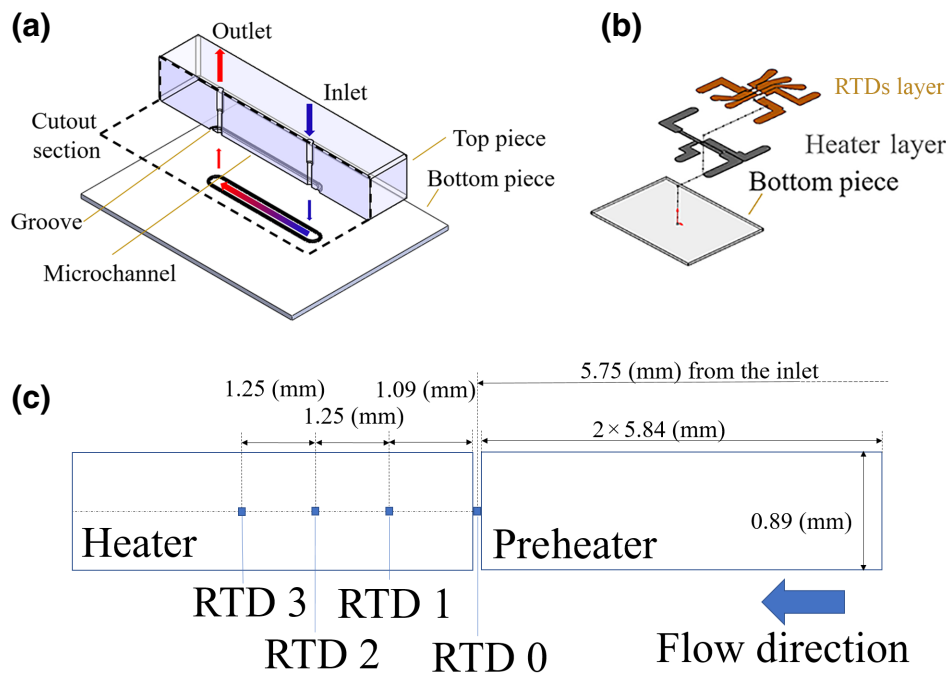 (a)
Outlet
Inlet
Cutout
section
Top piece
Bottom piece
Groove
Microchannel
(b)
RTDs layer
Heater layer
Bottom piece
(c)
5.75 (mm) from the inlet
1.25 (mm)
1.09 (mm)
1.25 (mm)
2 × 5.84 (mm)
0.89 (mm)
Heater
Preheater
RTD 3
RTD 1
RTD 2
RTD 0
Flow direction